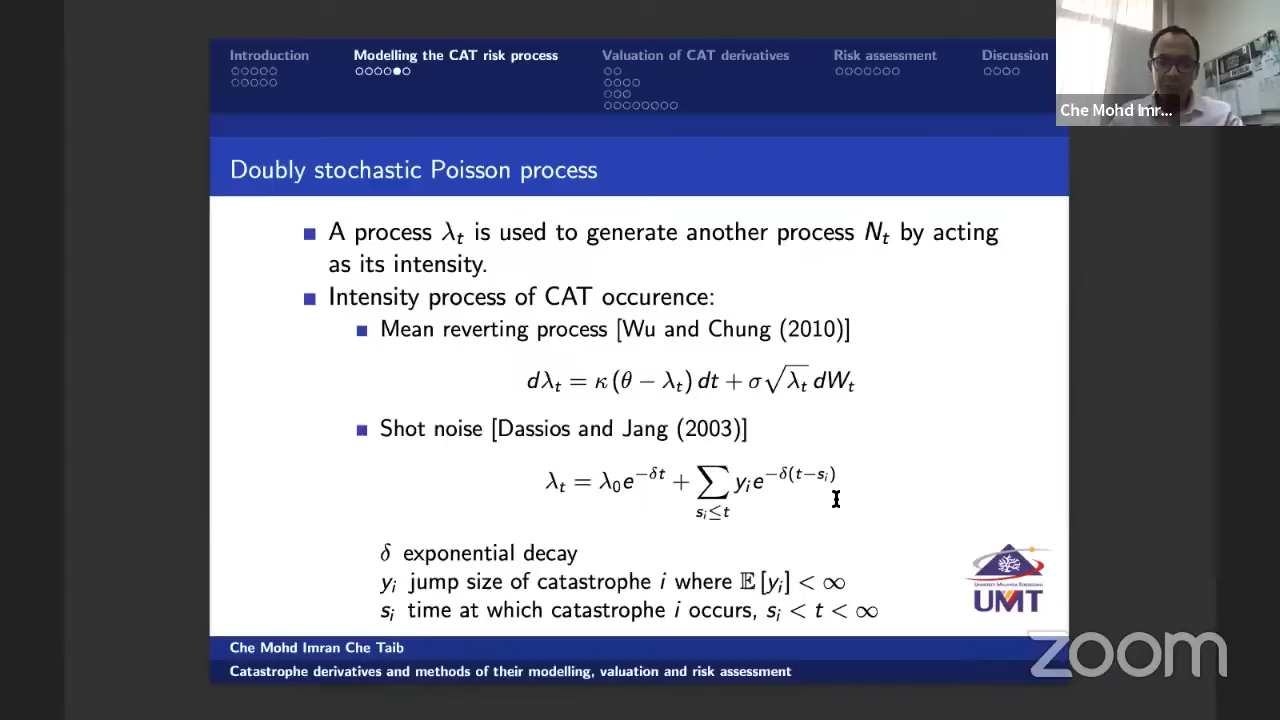 Introduction
Modelling the CAT risk process
Valuation of CAT derivatives
Risk assessment
Discussion
Che Mohd Imr...
Doubly stochastic Poisson process
A process λ_t is used to generate another process N_t by acting
as its intensity.
Intensity process of CAT occurence:
Mean reverting process [Wu and Chung (2010)]
dλ_t = κ (θ − λ_t) dt + σ√λ_t dW_t
Shot noise [Dassios and Jang (2003)]
λ_t = λ_0 e^{−δt} + ∑_{s_i≤t} y_i e^{−δ(t−s_i)}
δ exponential decay
y_i jump size of catastrophe i where 𝔼 [y_i] < ∞
s_i time at which catastrophe i occurs, s_i < t < ∞
UMT
Che Mohd Imran Che Taib
Catastrophe derivatives and methods of their modelling, valuation and risk assessment
zoom